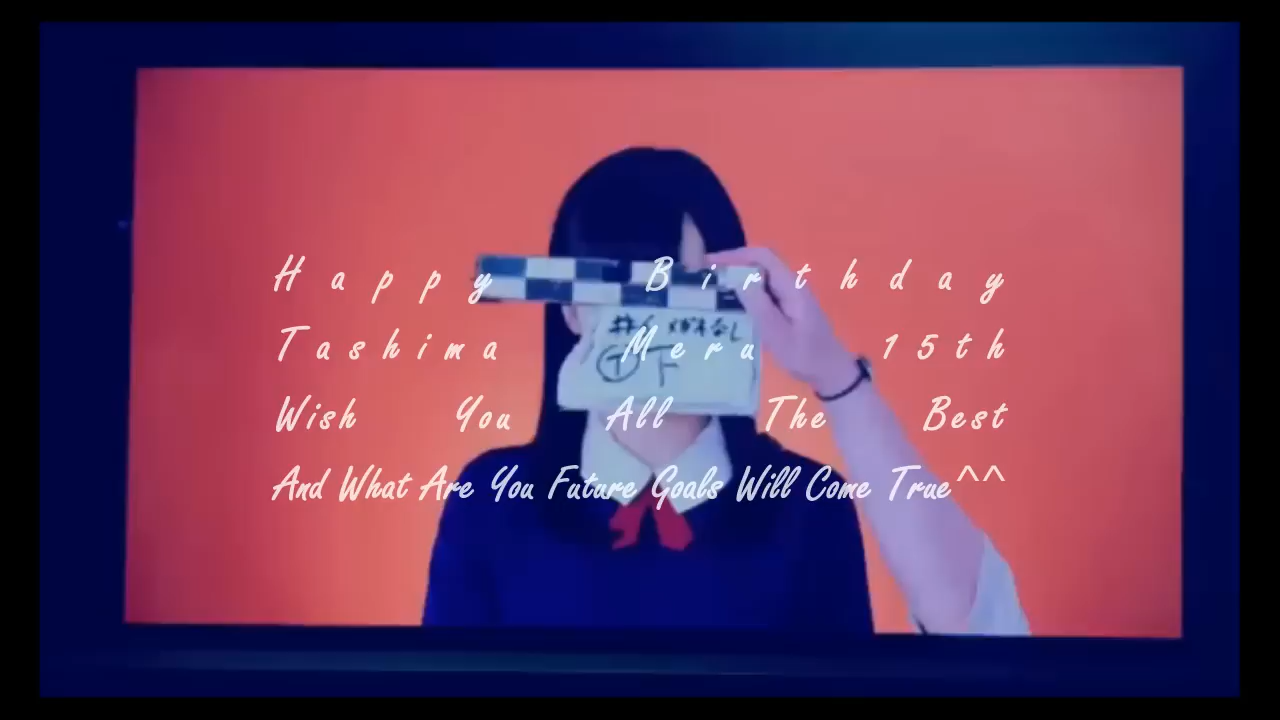 Happy Birthday
Tashima Meru 15th
Wish You All The Best
And What Are You Future Goals Will Come True^^
下